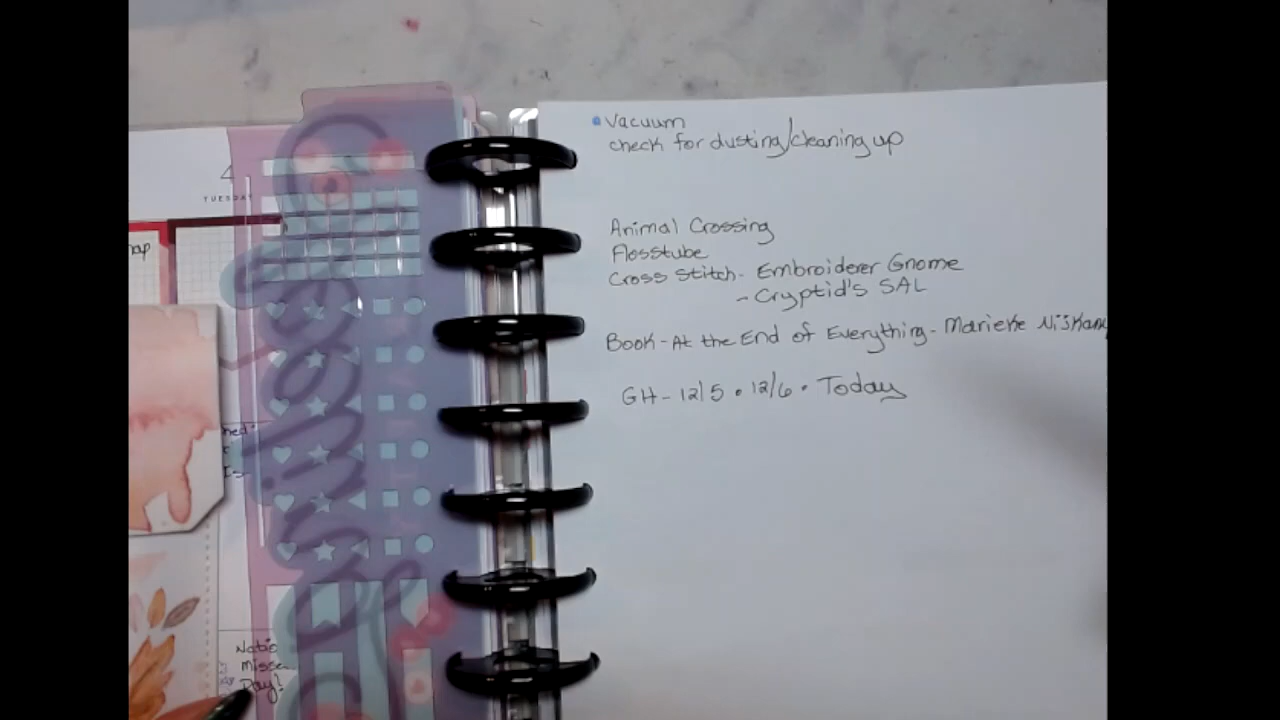 4
TUESDAY
• Vacuum
check for dusting/cleaning up
Animal Crossing
Flosstube
Cross Stitch - Embroiderer Gnome
- Cryptid's SAL
Book - At the End of Everything - Marieke Nijkamp
GH - 12/5 • 12/6 • Today
Day?